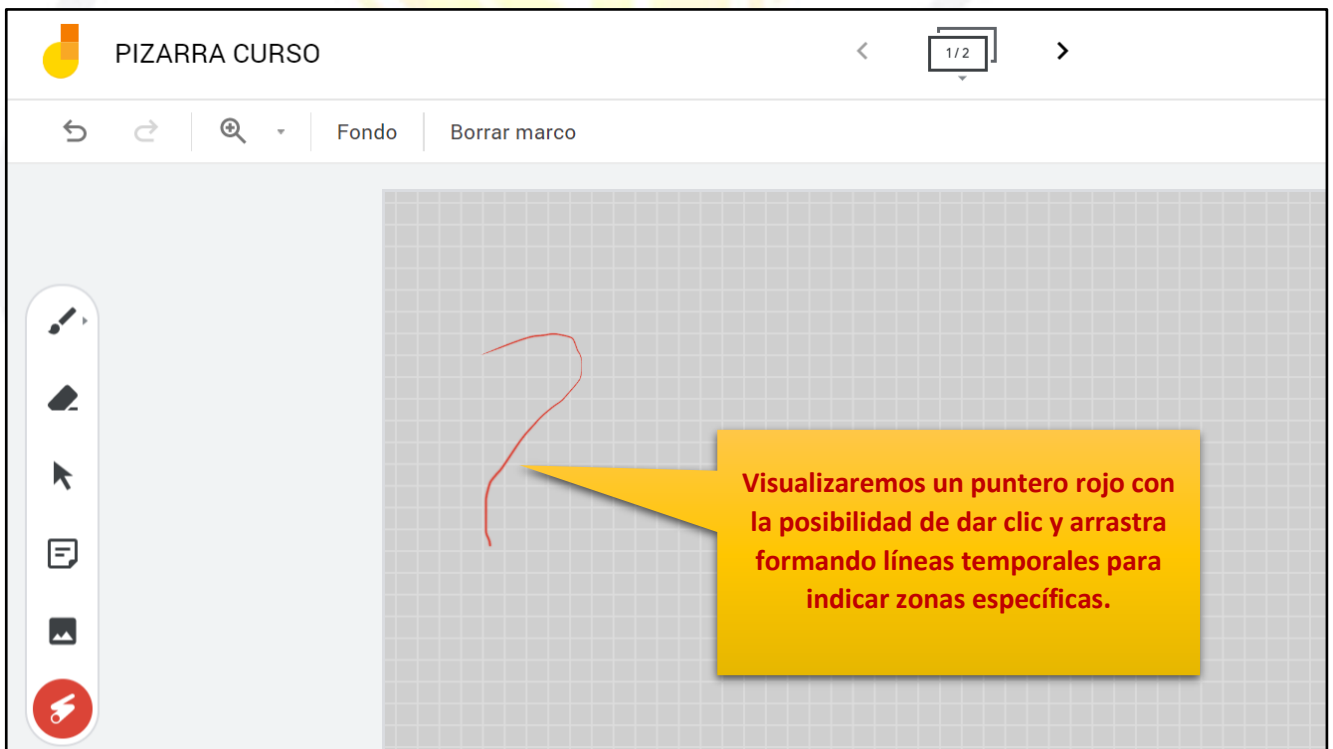 PIZARRA CURSO
1/2
Fondo
Borrar marco
Visualizaremos un puntero rojo con
la posibilidad de dar clic y arrastra
formando líneas temporales para
indicar zonas específicas.